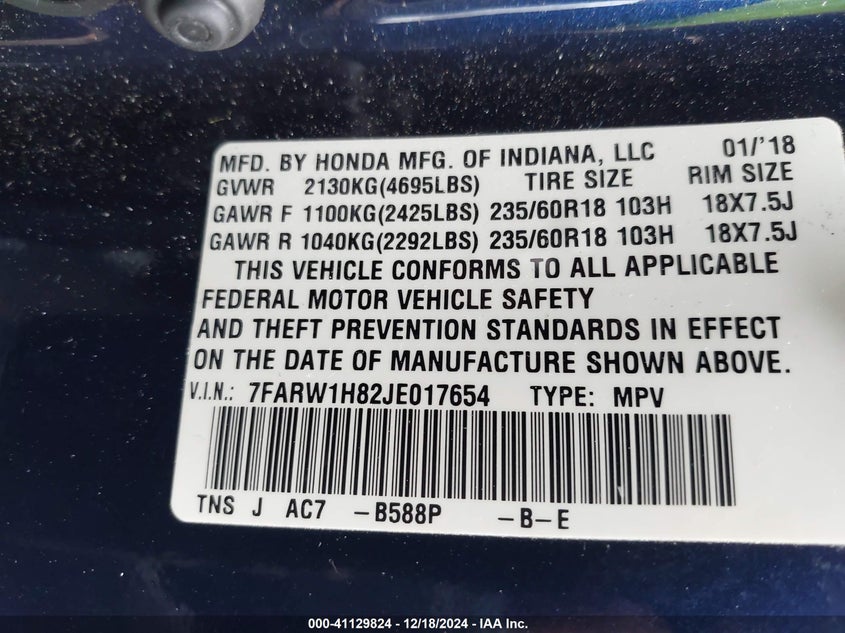 MFD. BY HONDA MFG. OF INDIANA, LLC 01/'18
GVWR 2130KG(4695LBS) TIRE SIZE RIM SIZE
GAWR F 1100KG(2425LBS) 235/60R18 103H 18X7.5J
GAWR R 1040KG(2292LBS) 235/60R18 103H 18X7.5J
THIS VEHICLE CONFORMS TO ALL APPLICABLE
FEDERAL MOTOR VEHICLE SAFETY
AND THEFT PREVENTION STANDARDS IN EFFECT
ON THE DATE OF MANUFACTURE SHOWN ABOVE.
V.I.N.: 7FARW1H82JE017654 TYPE: MPV
TNS J AC7 -B588P -B-E
000-41129824 - 12/18/2024 - IAA Inc.